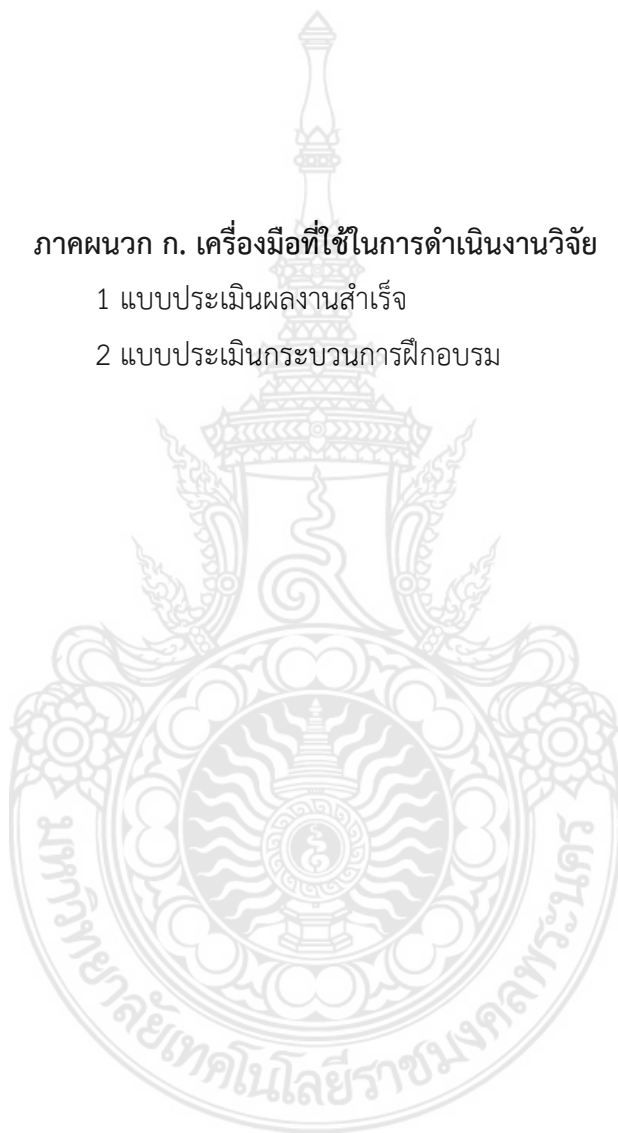 ภาคผนวก ก. เครื่องมือที่ใช้ในการดำเนินงานวิจัย
1 แบบประเมินผลงานสำเร็จ
2 แบบประเมินกระบวนการฝึกอบรม
มหาวิทยาลัยเทคโนโลยีราชมงคลพระนคร